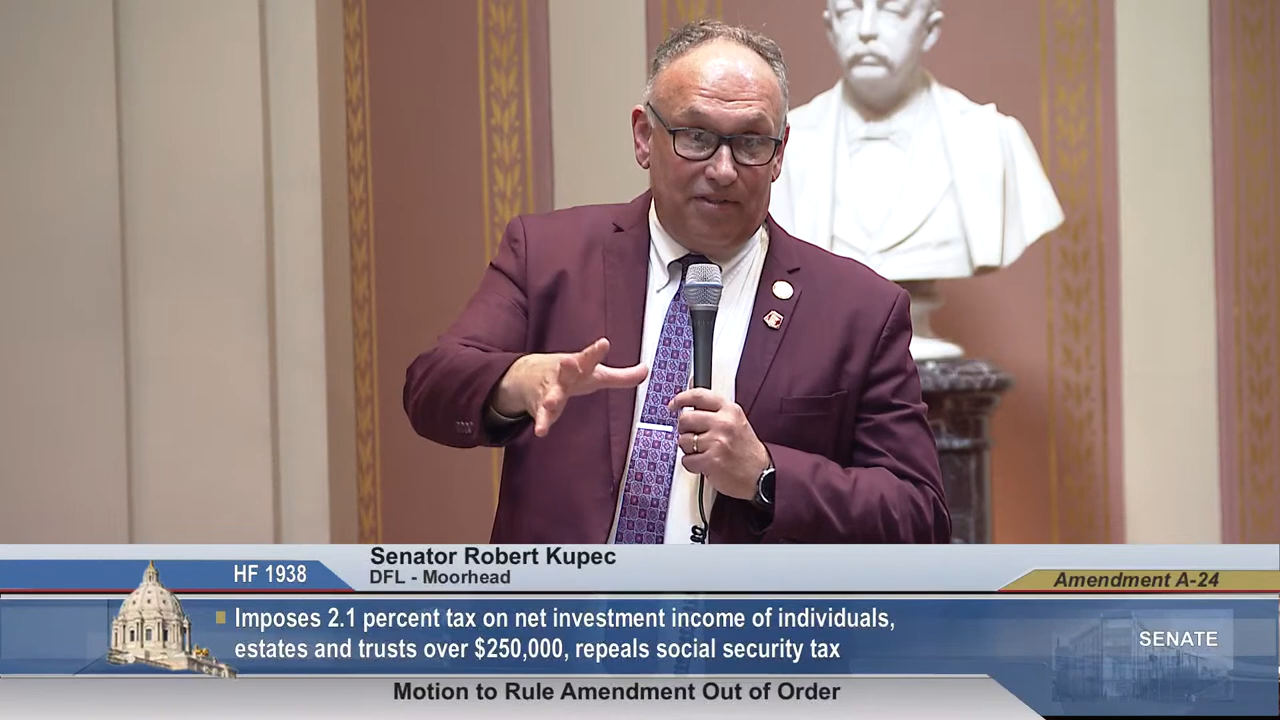 Senator Robert Kupec
HF 1938
DFL - Moorhead
Amendment A-24
Imposes 2.1 percent tax on net investment income of individuals,
estates and trusts over $250,000, repeals social security tax
SENATE
Motion to Rule Amendment Out of Order